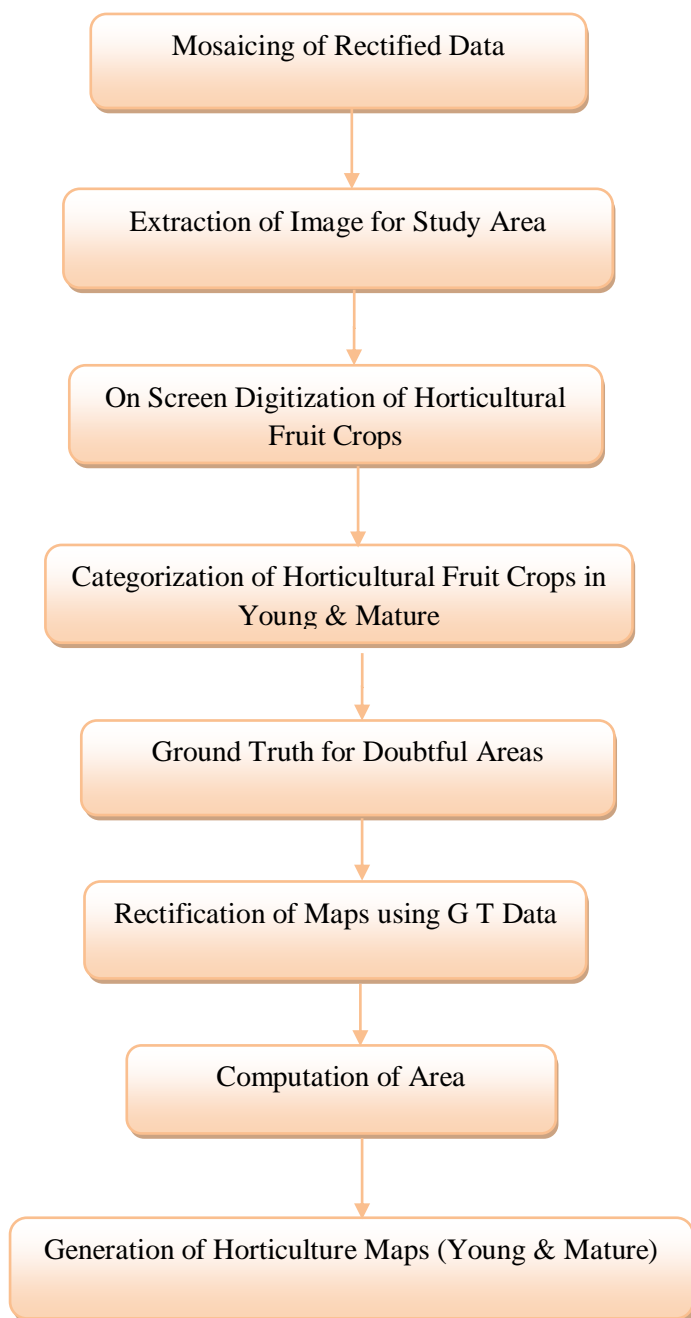 Mosaicing of Rectified Data
Extraction of Image for Study Area
On Screen Digitization of Horticultural
Fruit Crops
Categorization of Horticultural Fruit Crops in
Young & Mature
Ground Truth for Doubtful Areas
Rectification of Maps using G T Data
Computation of Area
Generation of Horticulture Maps (Young & Mature)